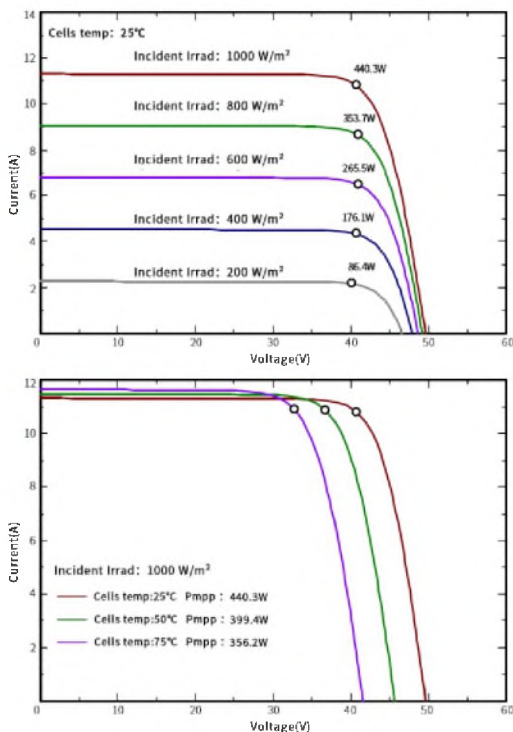 14
Cells temp: 25℃
Incident Irrad: 1000 W/m²
440.3W
12
10
Incident Irrad: 800 W/m²
353.7W
8
Current(A)
Incident Irrad: 600 W/m²
265.5W
6
Incident Irrad: 400 W/m²
176.1W
4
Incident Irrad: 200 W/m²
86.4W
2
0 10 20 30 40 50 60
Voltage(V)
12
10
8
Current(A)
6
Incident Irrad: 1000 W/m²
4
Cells temp:25℃ Pmpp : 440.3W
Cells temp:50℃ Pmpp : 399.4W
Cells temp:75℃ Pmpp : 356.2W
2
0 10 20 30 40 50 60
Voltage(V)